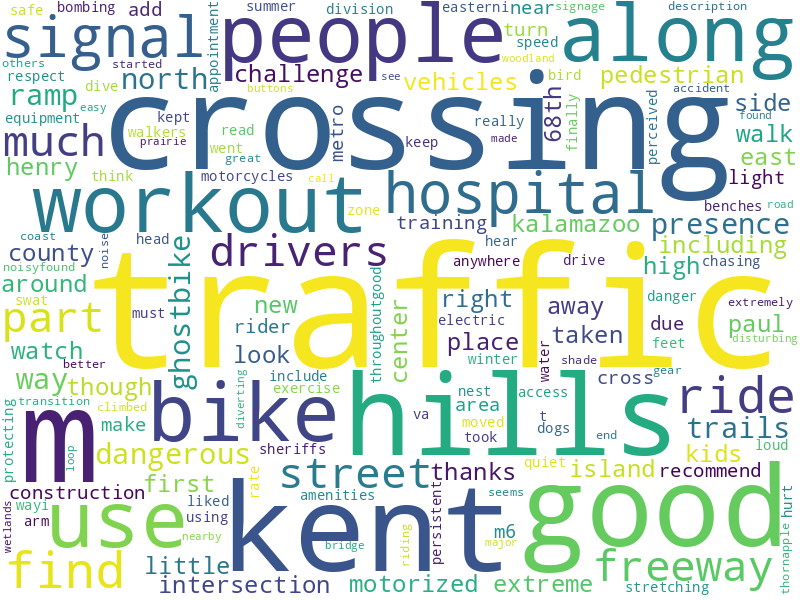 safe bombing add summer division easterni near signage description
signal people along
others started appointment turn
respect north challenge speed safe
dive vehicles bird woodland
ramp see pedestrian
equipment easy buttons kept read crossing accident side
much walkers went really metro keep made 68th finally perceived found walk
prairie great
henry think motorcycles call light east
workout zone hospital benches road
coast head training kalamazoo presence
county noise drivers hear including
noisyfound ghostbike anywhere drive high chasing
around swat traffic danger extremely
part must new electric right away due paul disturbing
rider throughoutgood center place taken feet
watch better look water shade
way though include winter cross gear
transition exercise diverting nest access ride
protecting climbed m bike va area hills t
make moved dogs trails
loop sheriffs took end
dangerous quiet kids loud
rate street thanks island recommend
construction first amenities persistent seems hurt
wetlands wayi arm liked using kent good
use nearby bridge riding m6 major
find little freeway thornapple
intersection motorized extreme stretching